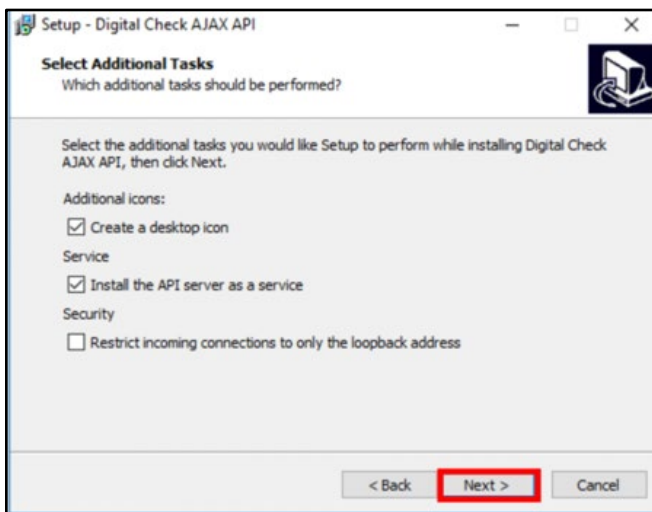 Setup - Digital Check AJAX API
Select Additional Tasks
Which additional tasks should be performed?
Select the additional tasks you would like Setup to perform while installing Digital Check
AJAX API, then click Next.
Additional icons:
Create a desktop icon
Service
Install the API server as a service
Security
Restrict incoming connections to only the loopback address
< Back Next > Cancel